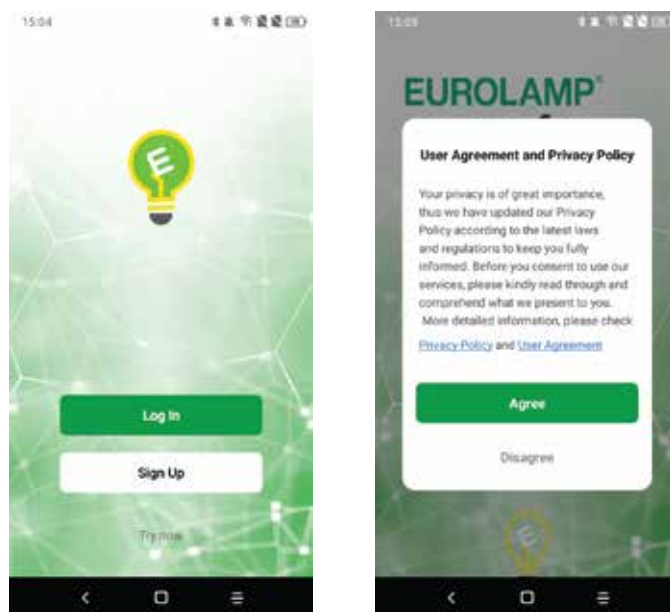 15:04
E
Log In
Sign Up
Try now
15:05
EUROLAMP®
User Agreement and Privacy Policy
Your privacy is of great importance,
thus we have updated our Privacy
Policy according to the latest laws
and regulations to keep you fully
informed. Before you consent to use our
services, please kindly read through and
comprehend what we present to you.
More detailed information, please check
Privacy Policy and User Agreement
Agree
Disagree
E